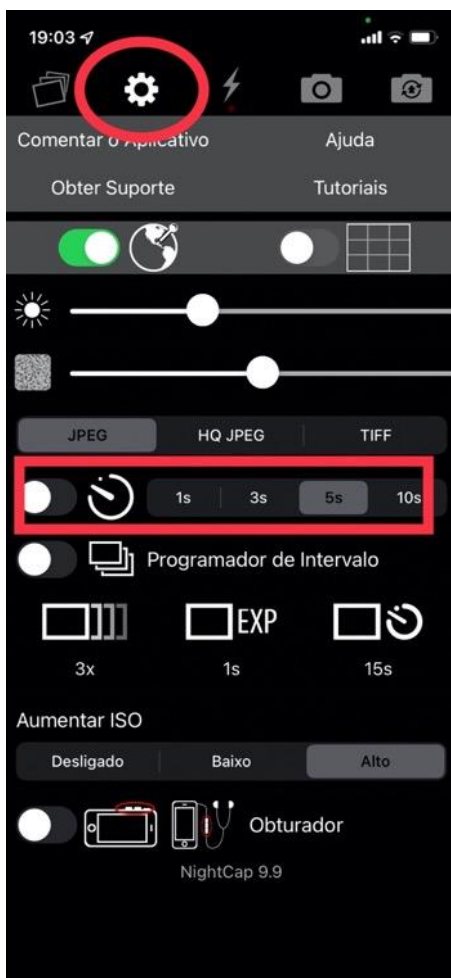 19:03
Comentar o Aplicativo Ajuda
Obter Suporte Tutoriais
JPEG HQ JPEG TIFF
1s 3s 5s 10s
Programador de Intervalo
EXP
3x 1s 15s
Aumentar ISO
Desligado Baixo Alto
Obturador
NightCap 9.9